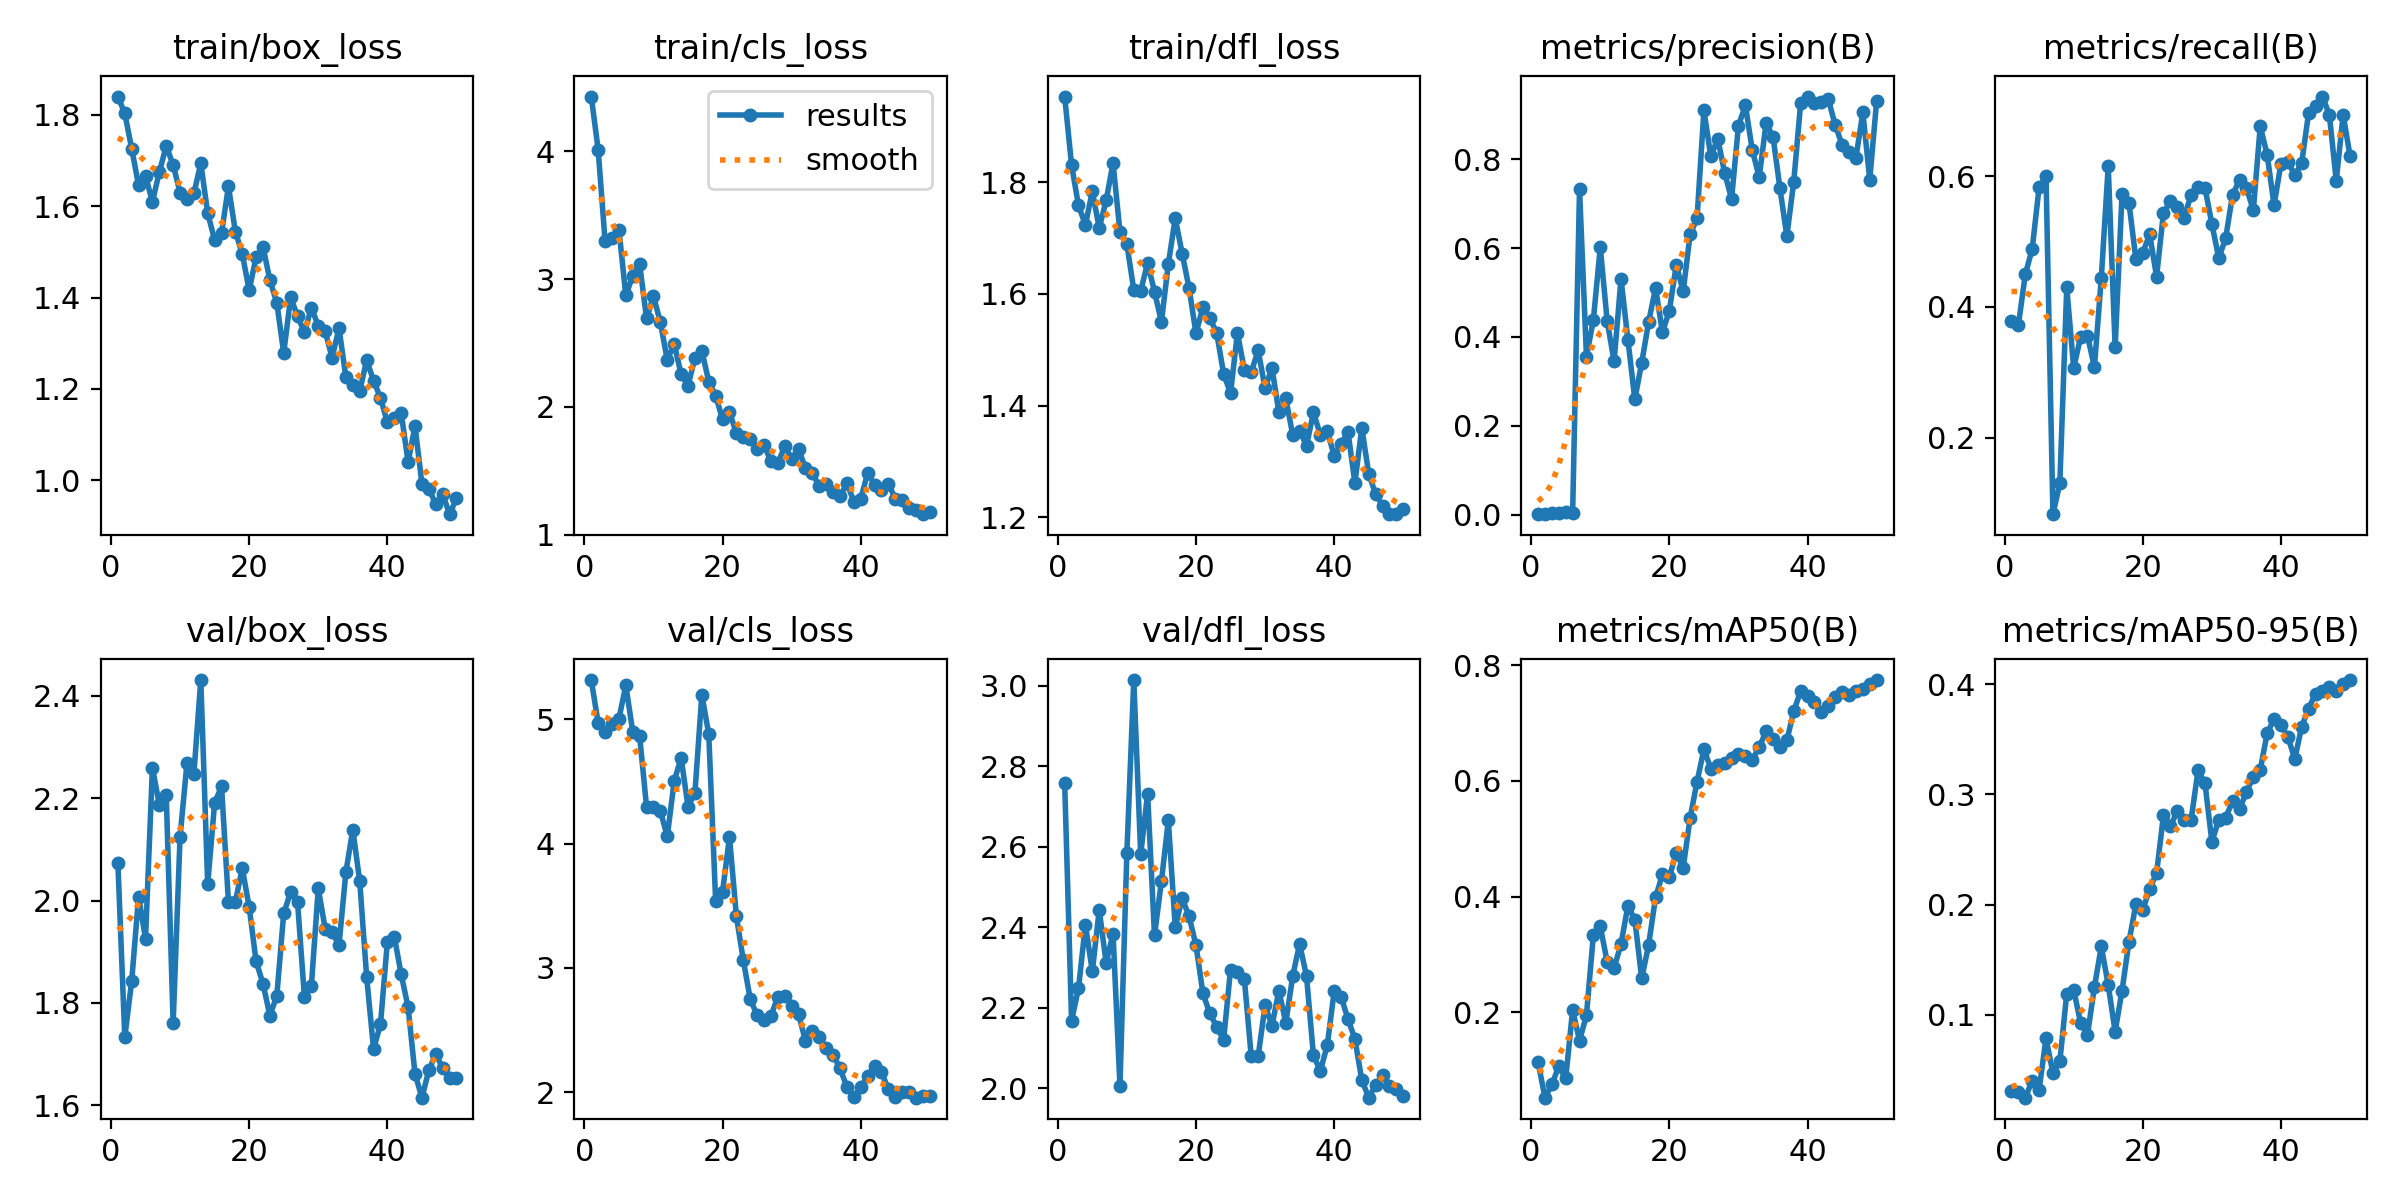 train/box_loss
1.8
1.6
1.4
1.2
1.0
0 20 40
train/cls_loss
results
smooth
4
3
2
1
0 20 40
train/dfl_loss
1.8
1.6
1.4
1.2
0 20 40
metrics/precision(B)
0.8
0.6
0.4
0.2
0.0
0 20 40
metrics/recall(B)
0.6
0.4
0.2
0 20 40
val/box_loss
2.4
2.2
2.0
1.8
1.6
0 20 40
val/cls_loss
5
4
3
2
0 20 40
val/dfl_loss
3.0
2.8
2.6
2.4
2.2
2.0
0 20 40
metrics/mAP50(B)
0.8
0.6
0.4
0.2
0 20 40
metrics/mAP50-95(B)
0.4
0.3
0.2
0.1
0 20 40